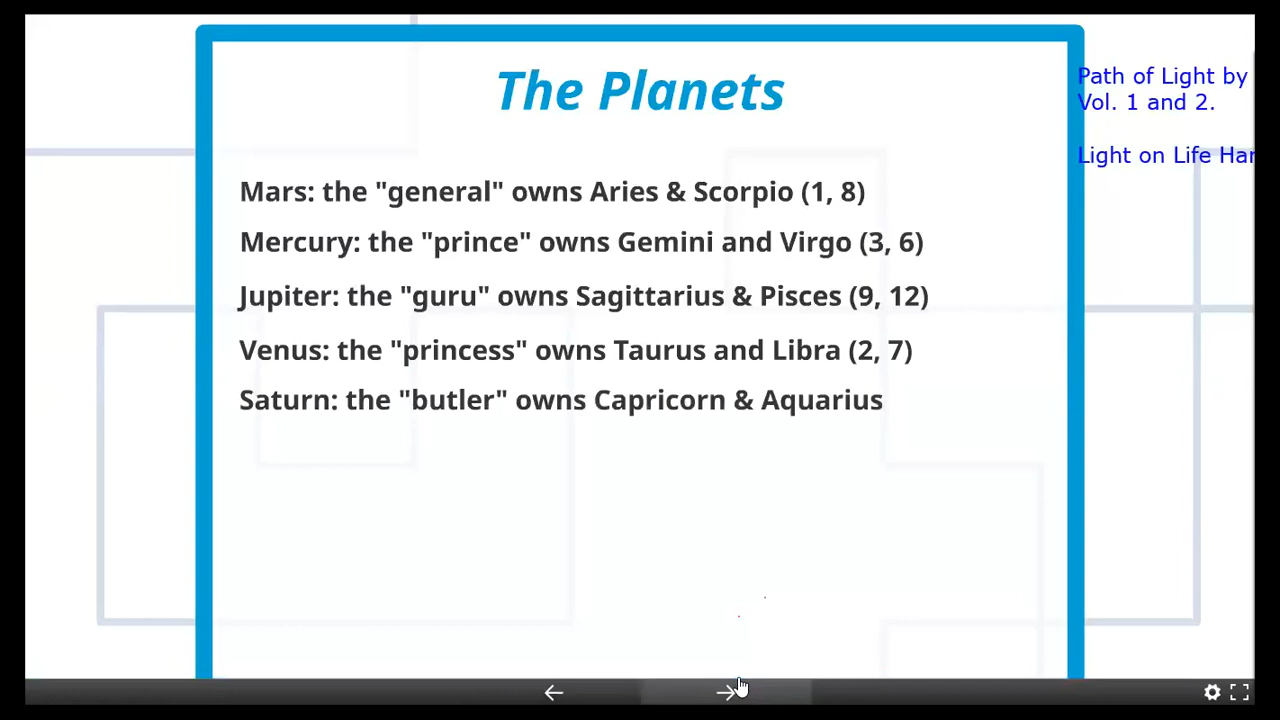 The Planets
Mars: the "general" owns Aries & Scorpio (1, 8)
Mercury: the "prince" owns Gemini and Virgo (3, 6)
Jupiter: the "guru" owns Sagittarius & Pisces (9, 12)
Venus: the "princess" owns Taurus and Libra (2, 7)
Saturn: the "butler" owns Capricorn & Aquarius
Path of Light by
Vol. 1 and 2.
Light on Life